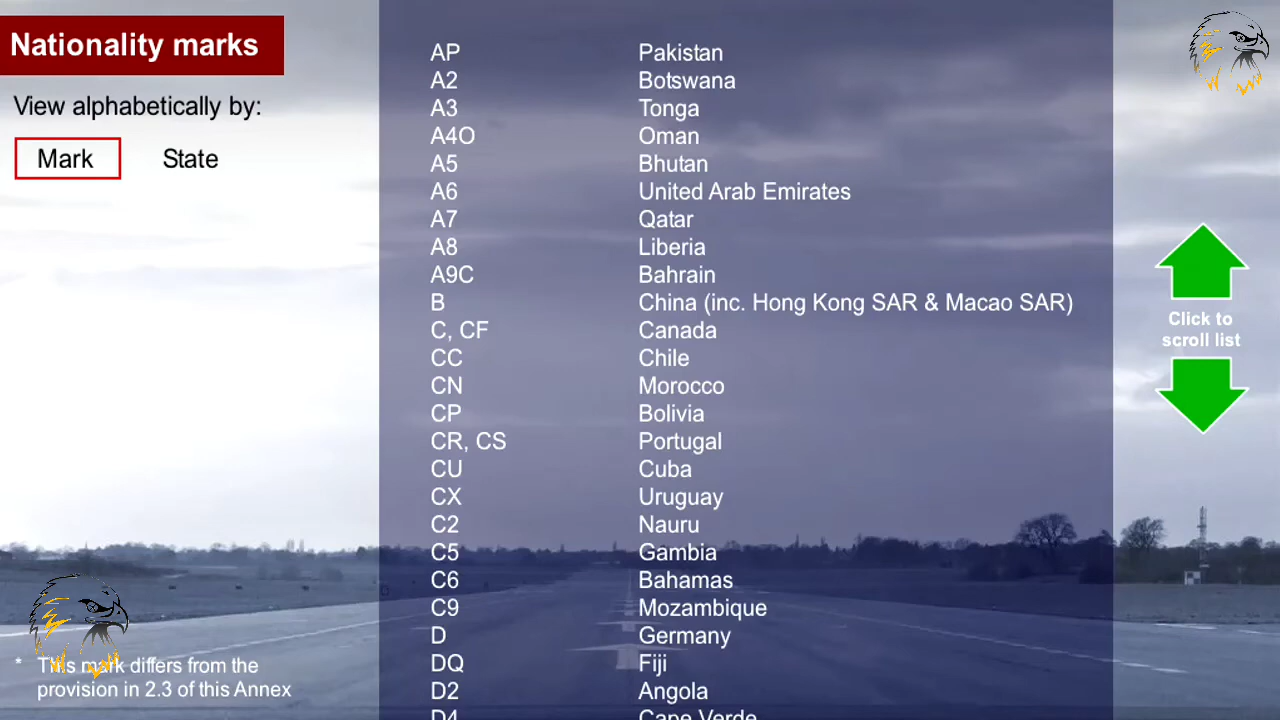 Nationality marks
View alphabetically by:
Mark State
AP Pakistan
A2 Botswana
A3 Tonga
A4O Oman
A5 Bhutan
A6 United Arab Emirates
A7 Qatar
A8 Liberia
A9C Bahrain
B China (inc. Hong Kong SAR & Macao SAR)
C, CF Canada
CC Chile
CN Morocco
CP Bolivia
CR, CS Portugal
CU Cuba
CX Uruguay
C2 Nauru
C5 Gambia
C6 Bahamas
C9 Mozambique
D Germany
DQ Fiji
D2 Angola
D4 Cape Verde
Click to
scroll list
* This mark differs from the
provision in 2.3 of this Annex